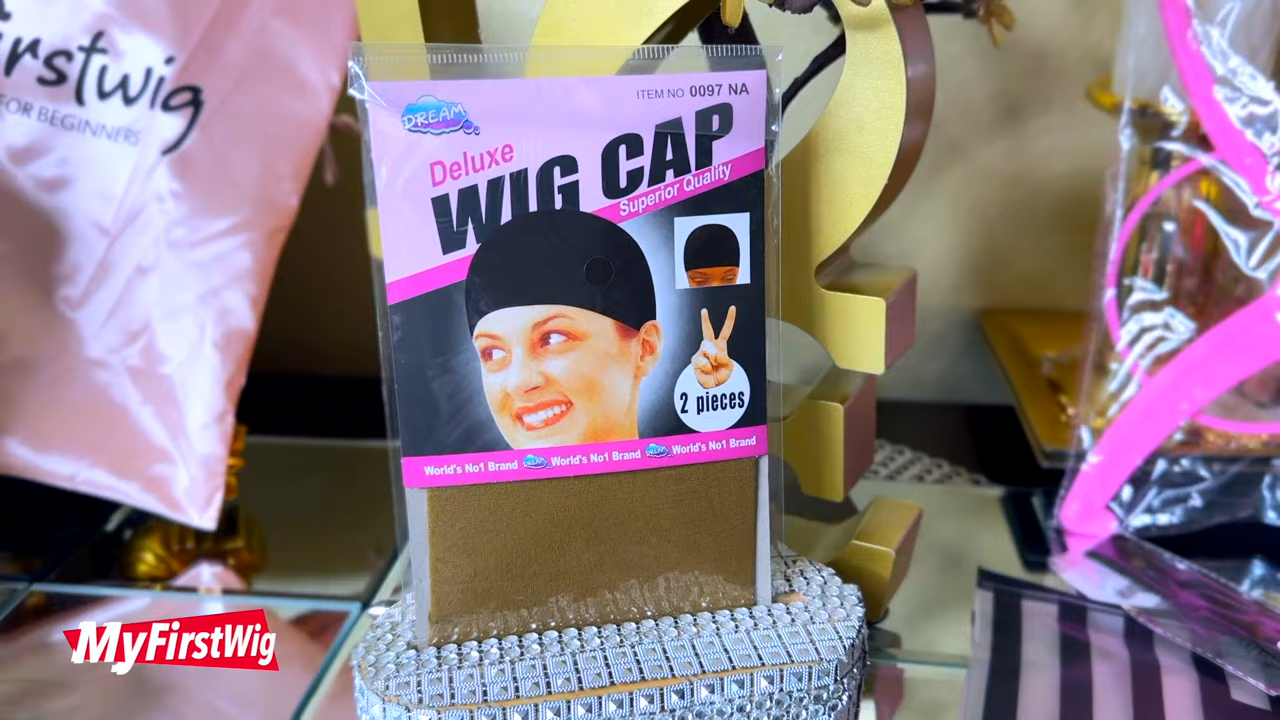 irstwig
FOR BEGINNERS
DREAM
ITEM NO 0097 NA
Deluxe
WIG CAP
Superior Quality
2 pieces
World's No1 Brand DREAM World's No1 Brand DREAM World's No1 Brand
MyFirstWig